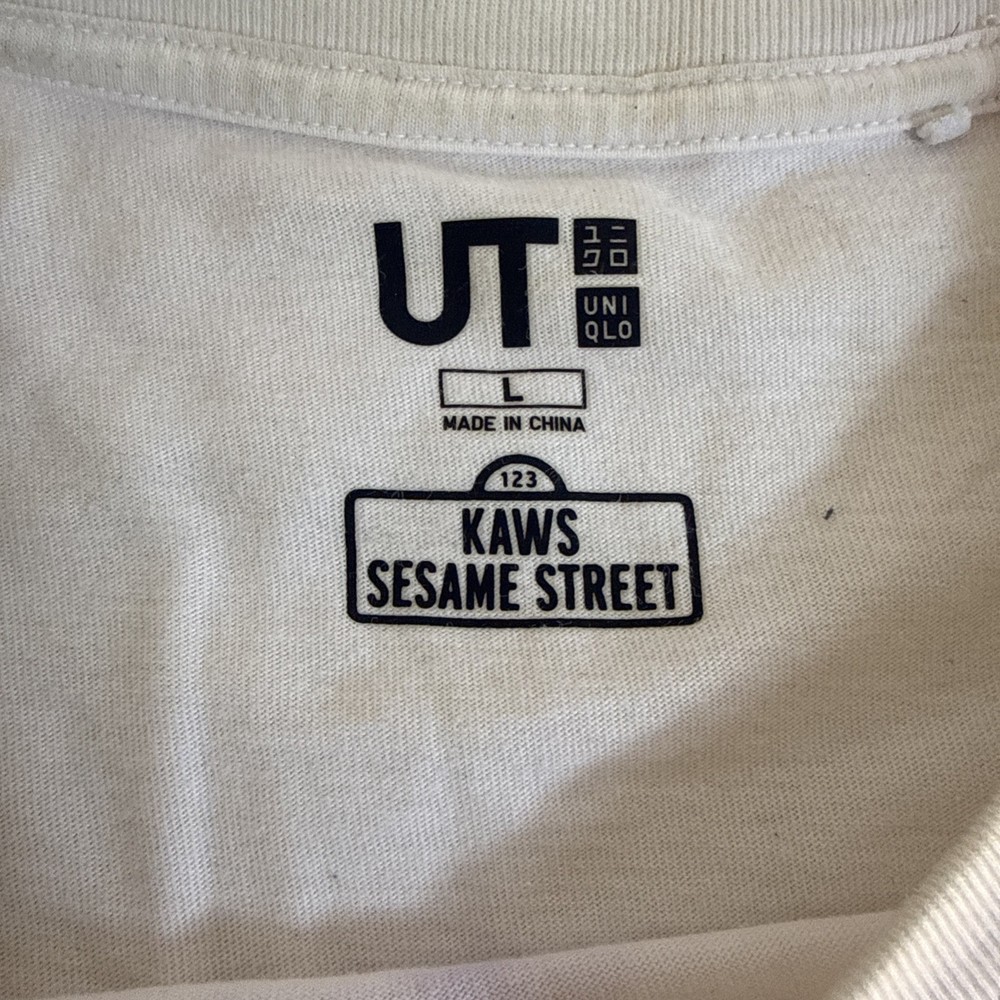 UT
ユニ
クロ
UNI
QLO
L
MADE IN CHINA
123
KAWS
SESAME STREET